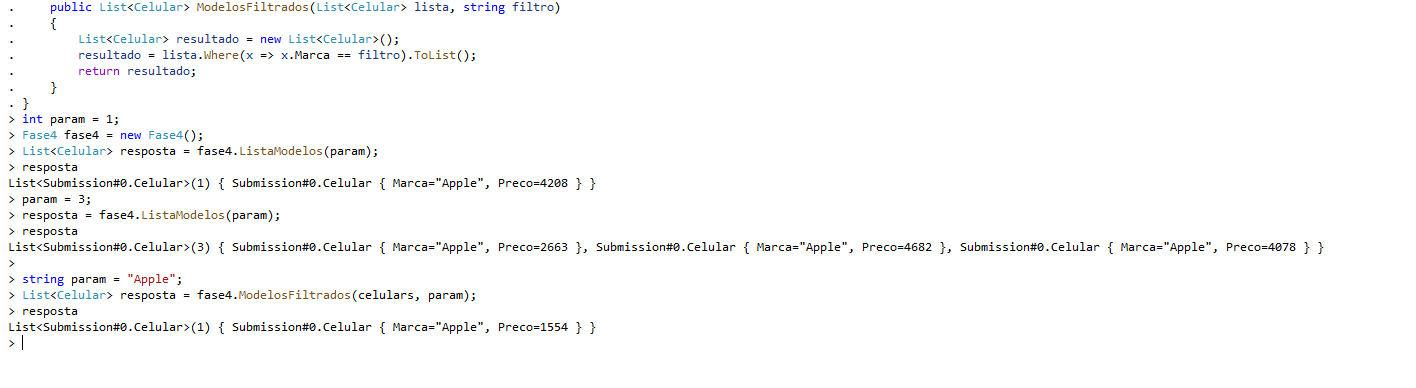 .     public List<Celular> ModelosFiltrados(List<Celular> lista, string filtro)
.     {
.         List<Celular> resultado = new List<Celular>();
.         resultado = lista.Where(x => x.Marca == filtro).ToList();
.         return resultado;
.     }
. }
> int param = 1;
> Fase4 fase4 = new Fase4();
> List<Celular> resposta = fase4.ListaModelos(param);
> resposta
List<Submission#0.Celular>(1) { Submission#0.Celular { Marca="Apple", Preco=4208 } }
> param = 3;
> resposta = fase4.ListaModelos(param);
> resposta
List<Submission#0.Celular>(3) { Submission#0.Celular { Marca="Apple", Preco=2663 }, Submission#0.Celular { Marca="Apple", Preco=4682 }, Submission#0.Celular { Marca="Apple", Preco=4078 } }
>
> string param = "Apple";
> List<Celular> resposta = fase4.ModelosFiltrados(celulars, param);
> resposta
List<Submission#0.Celular>(1) { Submission#0.Celular { Marca="Apple", Preco=1554 } }
>